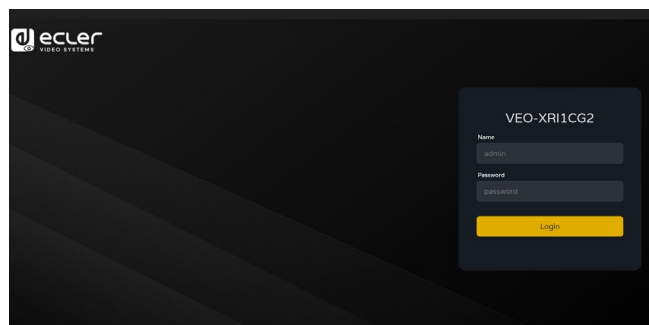 ecler
VIDEO SYSTEMS
VEO-XRI1CG2
Name
admin
Password
password
Login